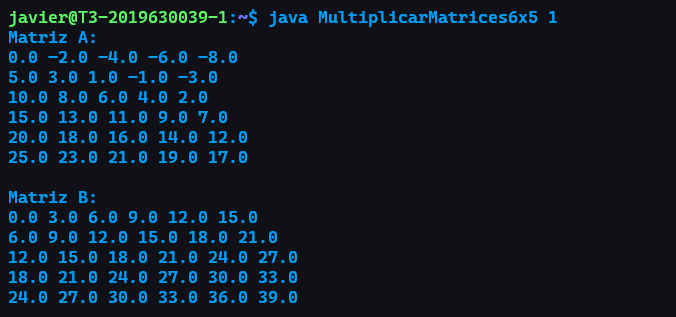 javier@T3-2019630039-1:~$ java MultiplicarMatrices6x5 1
Matriz A:
0.0 -2.0 -4.0 -6.0 -8.0
5.0 3.0 1.0 -1.0 -3.0
10.0 8.0 6.0 4.0 2.0
15.0 13.0 11.0 9.0 7.0
20.0 18.0 16.0 14.0 12.0
25.0 23.0 21.0 19.0 17.0

Matriz B:
0.0 3.0 6.0 9.0 12.0 15.0
6.0 9.0 12.0 15.0 18.0 21.0
12.0 15.0 18.0 21.0 24.0 27.0
18.0 21.0 24.0 27.0 30.0 33.0
24.0 27.0 30.0 33.0 36.0 39.0